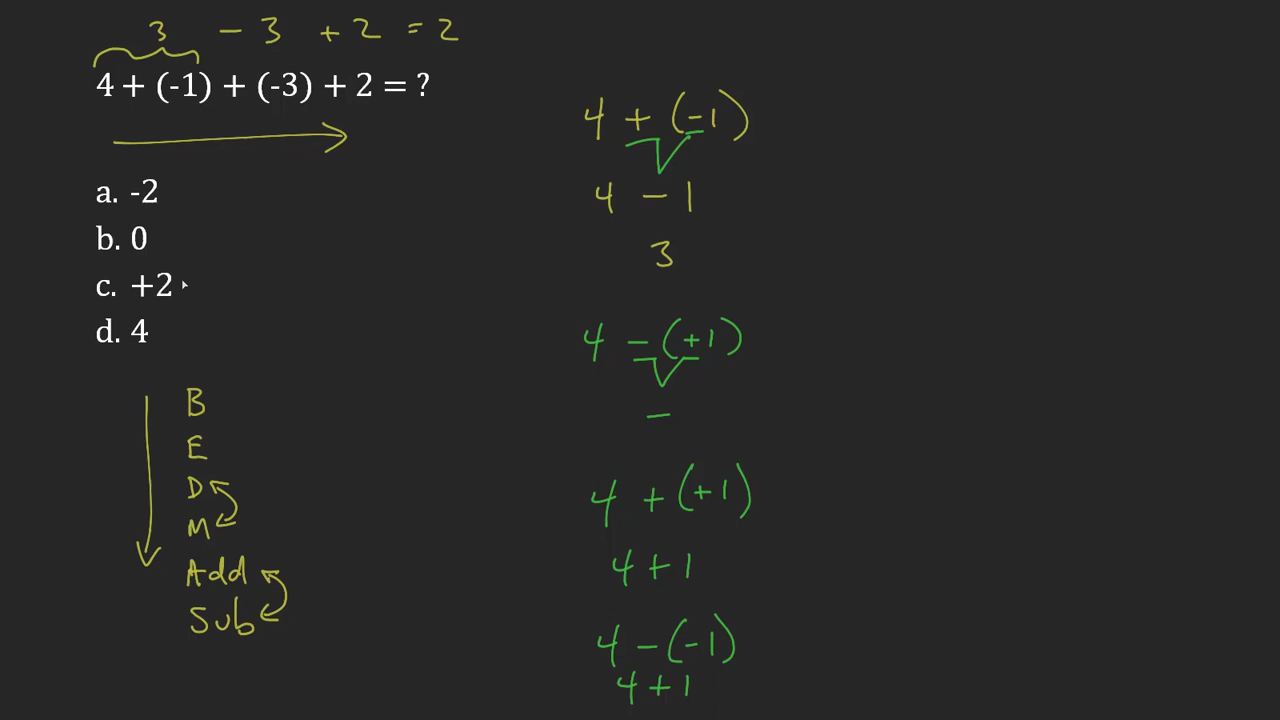 3 - 3 + 2 = 2
4 + (-1) + (-3) + 2 = ?
a. -2
b. 0
c. +2
d. 4
B
E
D
M
Add
Sub
4 + (-1)
4 - 1
3
4 - (+1)
-
4 + (+1)
4 + 1
4 - (-1)
4 + 1